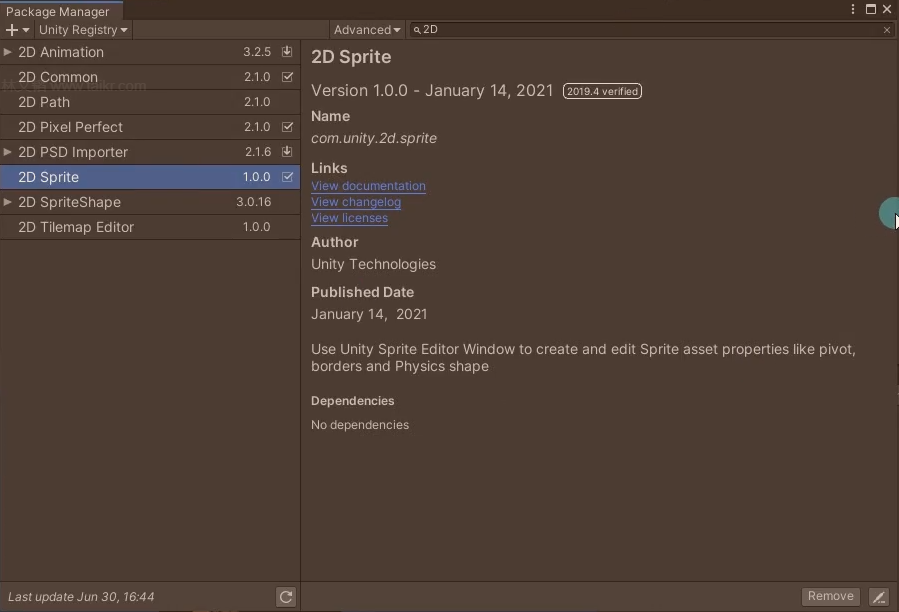 Package Manager
Unity Registry
Advanced
2D
2D Animation 3.2.5
2D Common 2.1.0
2D Path 2.1.0
2D Pixel Perfect 2.1.0
2D PSD Importer 2.1.6
2D Sprite 1.0.0
2D SpriteShape 3.0.16
2D Tilemap Editor 1.0.0
2D Sprite
Version 1.0.0 - January 14, 2021 2019.4 verified
Name
com.unity.2d.sprite
Links
View documentation
View changelog
View licenses
Author
Unity Technologies
Published Date
January 14, 2021
Use Unity Sprite Editor Window to create and edit Sprite asset properties like pivot,
borders and Physics shape
Dependencies
No dependencies
Last update Jun 30, 16:44
Remove